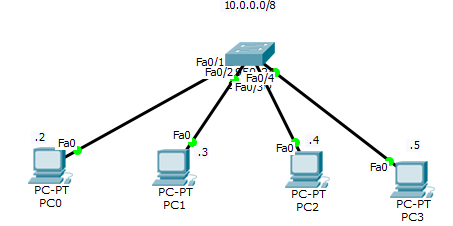 10.0.0.0/8
Fa0/1
Fa0/2
Fa0/4
Fa0/3
.2
Fa0
PC-PT
PC0
Fa0
.3
PC-PT
PC1
.4
Fa0
PC-PT
PC2
.5
Fa0
PC-PT
PC3